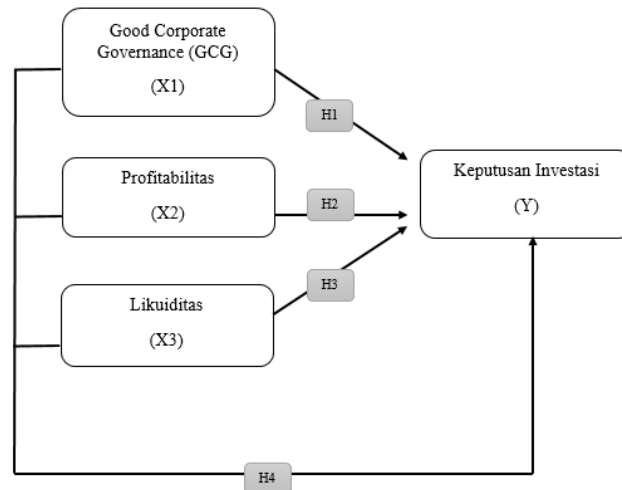 Good Corporate
Governance (GCG)
(X1)
H1
Profitabilitas
(X2)
H2
Keputusan Investasi
(Y)
Likuiditas
(X3)
H3
H4